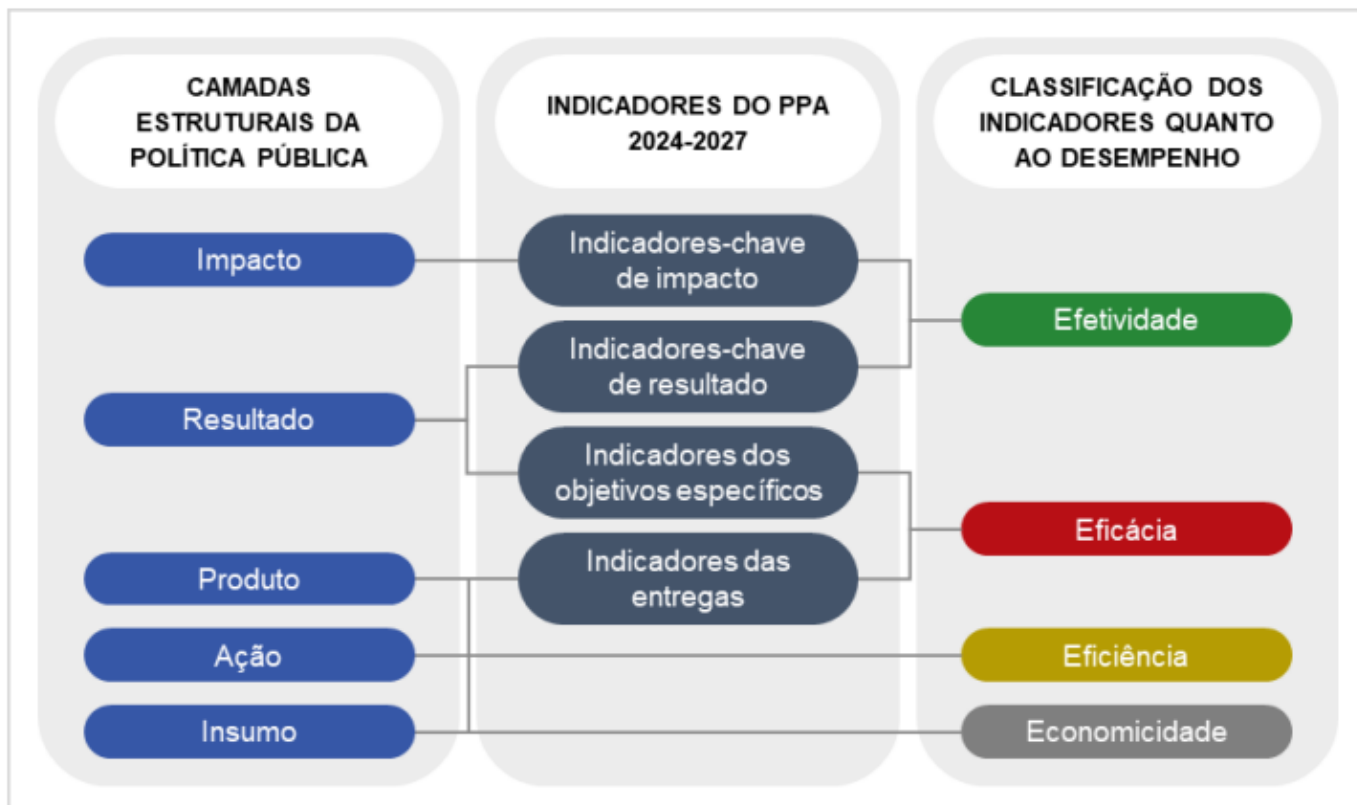 CAMADAS
ESTRUTURAIS DA
POLÍTICA PÚBLICA
Impacto
Resultado
Produto
Ação
Insumo
INDICADORES DO PPA
2024-2027
Indicadores-chave
de impacto
Indicadores-chave
de resultado
Indicadores dos
objetivos específicos
Indicadores das
entregas
CLASSIFICAÇÃO DOS
INDICADORES QUANTO
AO DESEMPENHO
Efetividade
Eficácia
Eficiência
Economicidade